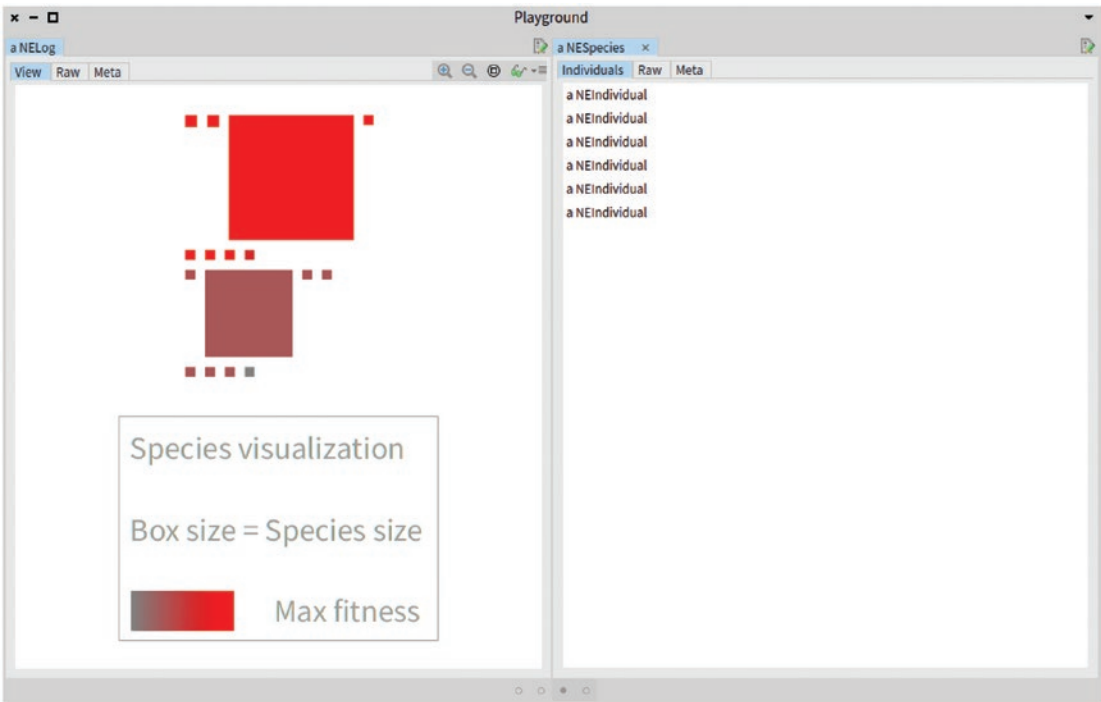 Playground
a NELog
View Raw Meta
Species visualization
Box size = Species size
Max fitness
a NESpecies ×
Individuals Raw Meta
a NEIndividual
a NEIndividual
a NEIndividual
a NEIndividual
a NEIndividual
a NEIndividual